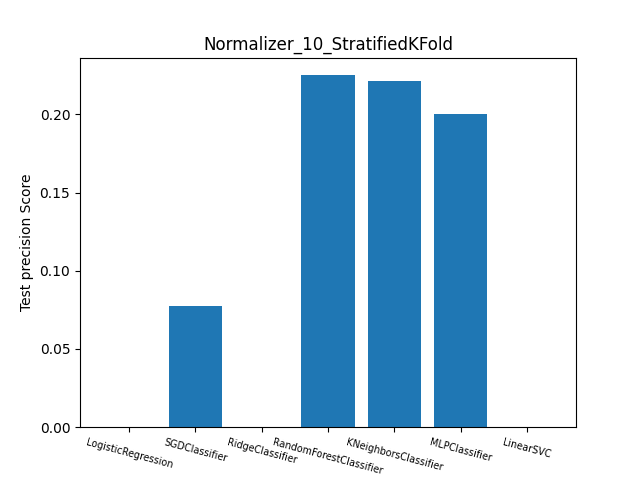 Normalizer_10_StratifiedKFold
Test precision Score
0.20
0.15
0.10
0.05
0.00
LogisticRegression
SGDClassifier
RidgeClassifier
RandomForestClassifier
KNeighborsClassifier
MLPClassifier
LinearSVC